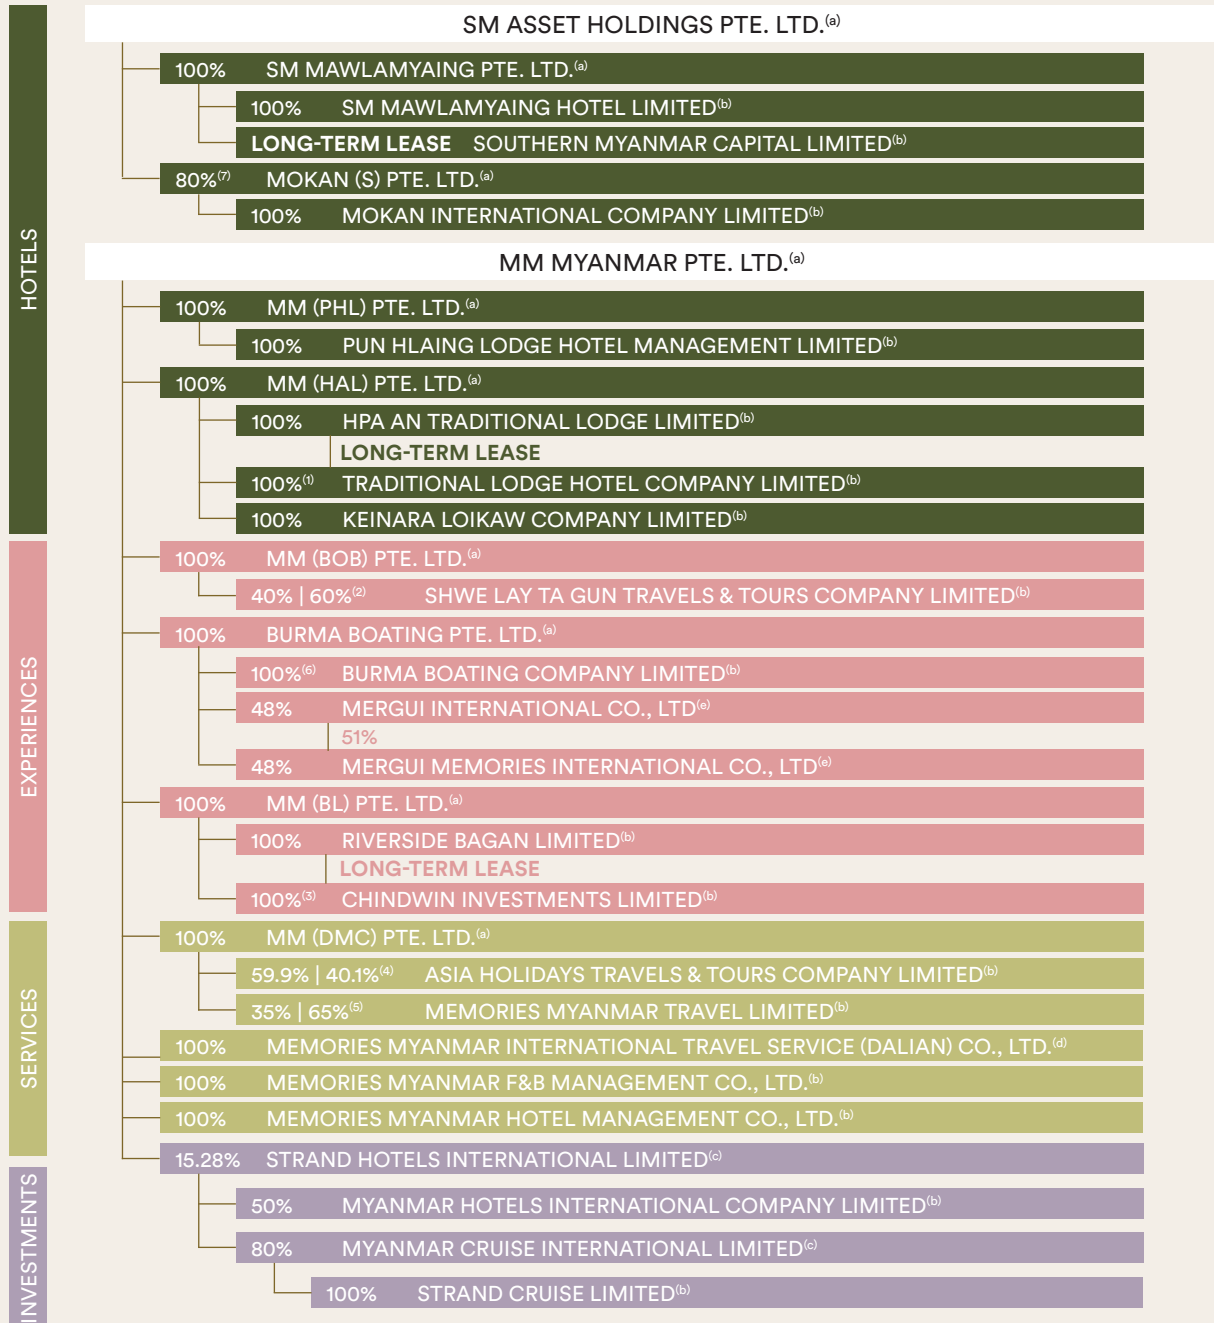 HOTELS
SM ASSET HOLDINGS PTE. LTD.(a)
100% SM MAWLAMYAING PTE. LTD.(a)
100% SM MAWLAMYAING HOTEL LIMITED(b)
LONG-TERM LEASE SOUTHERN MYANMAR CAPITAL LIMITED(b)
80%(7) MOKAN (S) PTE. LTD.(a)
100% MOKAN INTERNATIONAL COMPANY LIMITED(b)
MM MYANMAR PTE. LTD.(a)
100% MM (PHL) PTE. LTD.(a)
100% PUN HLAING LODGE HOTEL MANAGEMENT LIMITED(b)
100% MM (HAL) PTE. LTD.(a)
100% HPA AN TRADITIONAL LODGE LIMITED(b)
LONG-TERM LEASE
100%(1) TRADITIONAL LODGE HOTEL COMPANY LIMITED(b)
100% KEINARA LOIKAW COMPANY LIMITED(b)
EXPERIENCES
100% MM (BOB) PTE. LTD.(a)
40% | 60%(2) SHWE LAY TA GUN TRAVELS & TOURS COMPANY LIMITED(b)
100% BURMA BOATING PTE. LTD.(a)
100%(6) BURMA BOATING COMPANY LIMITED(b)
48% MERGUI INTERNATIONAL CO., LTD(e)
51%
48% MERGUI MEMORIES INTERNATIONAL CO., LTD(e)
100% MM (BL) PTE. LTD.(a)
100% RIVERSIDE BAGAN LIMITED(b)
LONG-TERM LEASE
100%(3) CHINDWIN INVESTMENTS LIMITED(b)
SERVICES
100% MM (DMC) PTE. LTD.(a)
59.9% | 40.1%(4) ASIA HOLIDAYS TRAVELS & TOURS COMPANY LIMITED(b)
35% | 65%(5) MEMORIES MYANMAR TRAVEL LIMITED(b)
100% MEMORIES MYANMAR INTERNATIONAL TRAVEL SERVICE (DALIAN) CO., LTD.(d)
100% MEMORIES MYANMAR F&B MANAGEMENT CO., LTD.(b)
100% MEMORIES MYANMAR HOTEL MANAGEMENT CO., LTD.(b)
INVESTMENTS
15.28% STRAND HOTELS INTERNATIONAL LIMITED(c)
50% MYANMAR HOTELS INTERNATIONAL COMPANY LIMITED(b)
80% MYANMAR CRUISE INTERNATIONAL LIMITED(c)
100% STRAND CRUISE LIMITED(b)